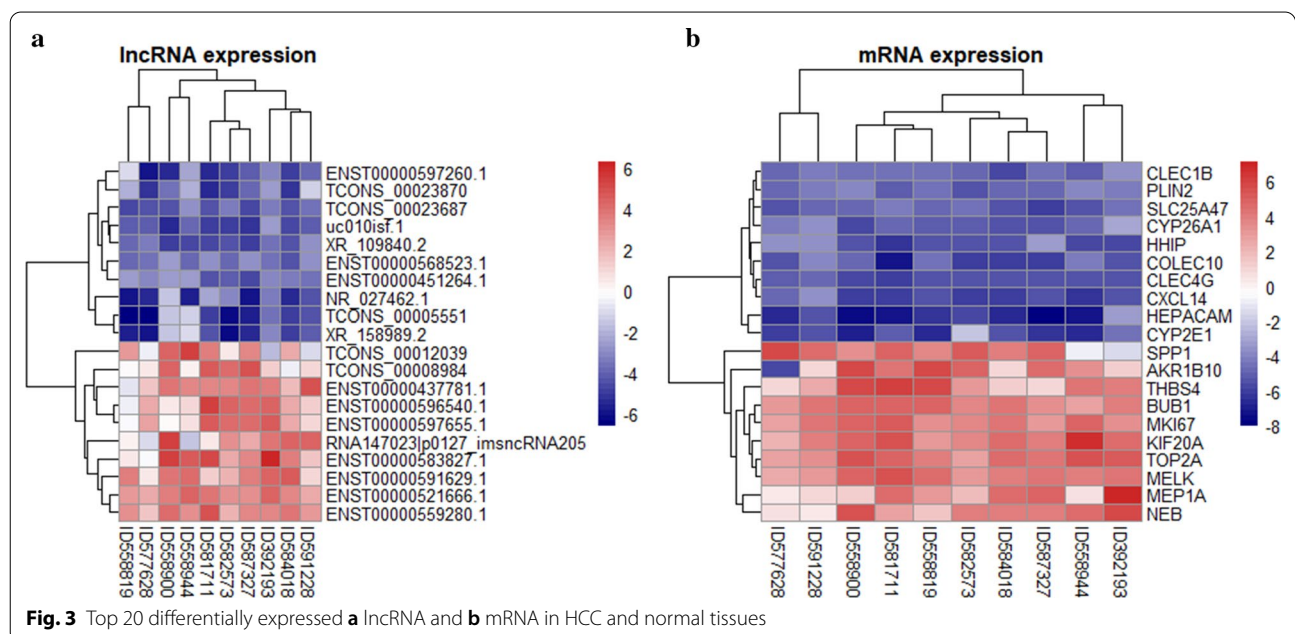 a
lncRNA expression
ENST00000597260.1
TCONS_00023870
TCONS_00023687
uc010isf.1
XR_109840.2
ENST00000568523.1
ENST00000451264.1
NR_027462.1
TCONS_00005551
XR_158989.2
TCONS_00012039
TCONS_00008984
ENST00000437781.1
ENST00000596540.1
ENST00000597655.1
RNA147023|p0127_imsncRNA205
ENST00000583827.1
ENST00000591629.1
ENST00000521666.1
ENST00000559280.1
6
4
2
0
-2
-4
-6
ID558819
ID577628
ID558900
ID558944
ID581711
ID582573
ID587327
ID392193
ID584018
ID591228
b
mRNA expression
CLEC1B
PLIN2
SLC25A47
CYP26A1
HHIP
COLEC10
CLEC4G
CXCL14
HEPACAM
CYP2E1
SPP1
AKR1B10
THBS4
BUB1
MKI67
KIF20A
TOP2A
MELK
MEP1A
NEB
6
4
2
0
-2
-4
-6
-8
ID577628
ID591228
ID558900
ID581711
ID558819
ID582573
ID584018
ID587327
ID558944
ID392193
Fig. 3 Top 20 differentially expressed a lncRNA and b mRNA in HCC and normal tissues